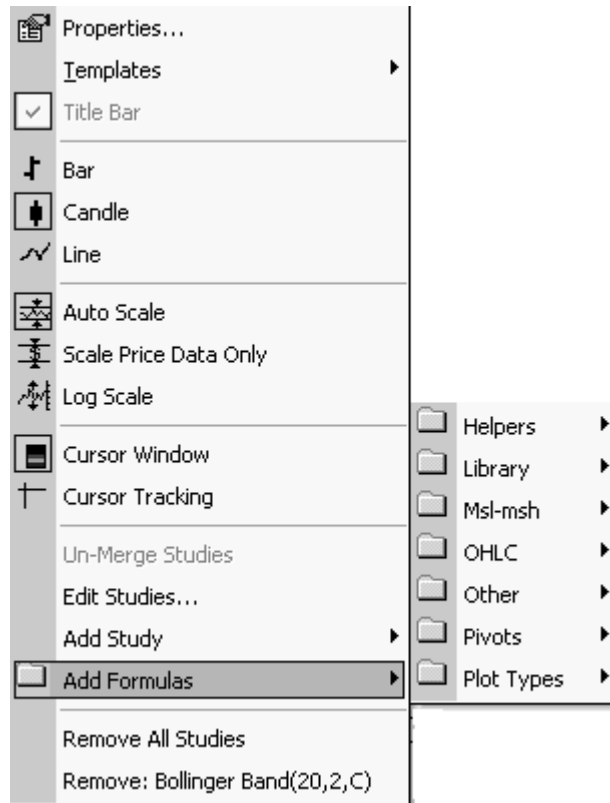 Properties...
Templates
Title Bar
Bar
Candle
Line
Auto Scale
Scale Price Data Only
Log Scale
Cursor Window
Cursor Tracking
Un-Merge Studies
Edit Studies...
Add Study
Add Formulas
Remove All Studies
Remove: Bollinger Band(20,2,C)
Helpers
Library
Msl-msh
OHLC
Other
Pivots
Plot Types